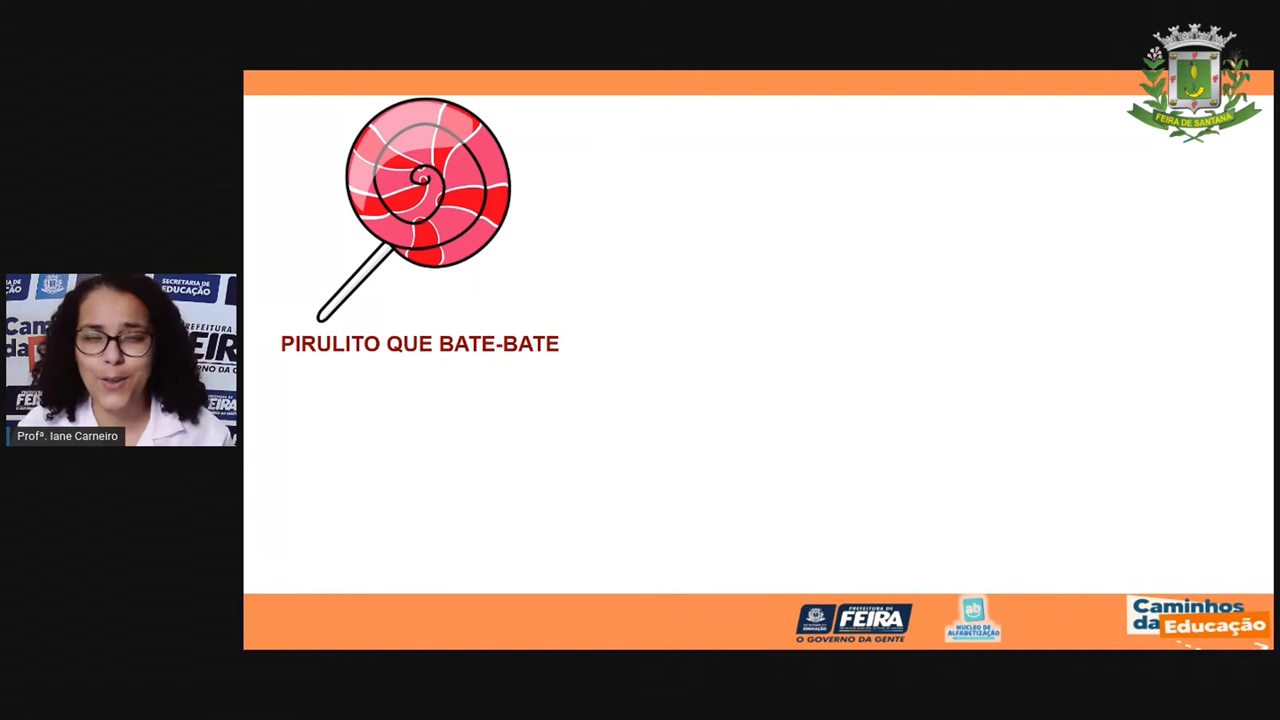 FEIRA DE SANTANA
PIRULITO QUE BATE-BATE
SECRETARIA DE
EDUCAÇÃO
PREFEITURA
Profª. Iane Carneiro
PREFEITURA DE
FEIRA
O GOVERNO DA GENTE
NÚCLEO DE
ALFABETIZAÇÃO
Caminhos
da Educação